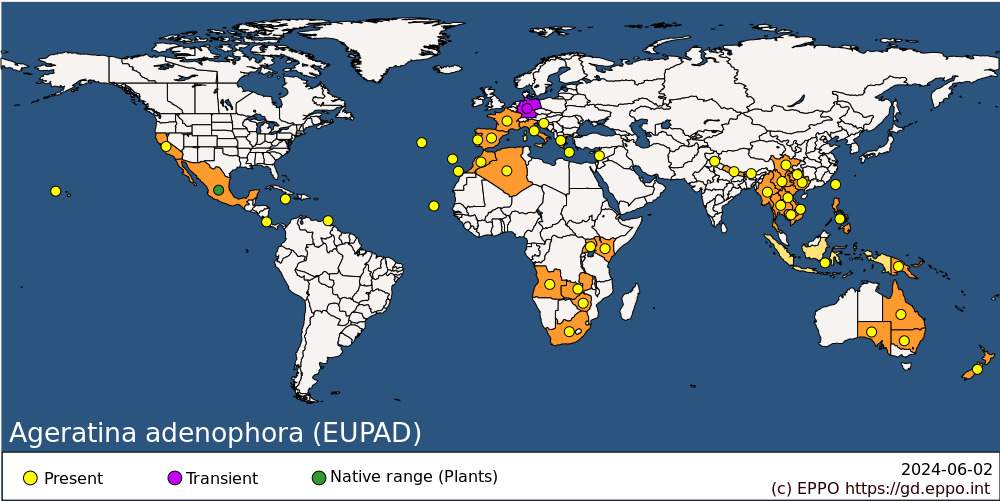 Ageratina adenophora (EUPAD)
Present
Transient
Native range (Plants)
2024-06-02
(c) EPPO https://gd.eppo.int